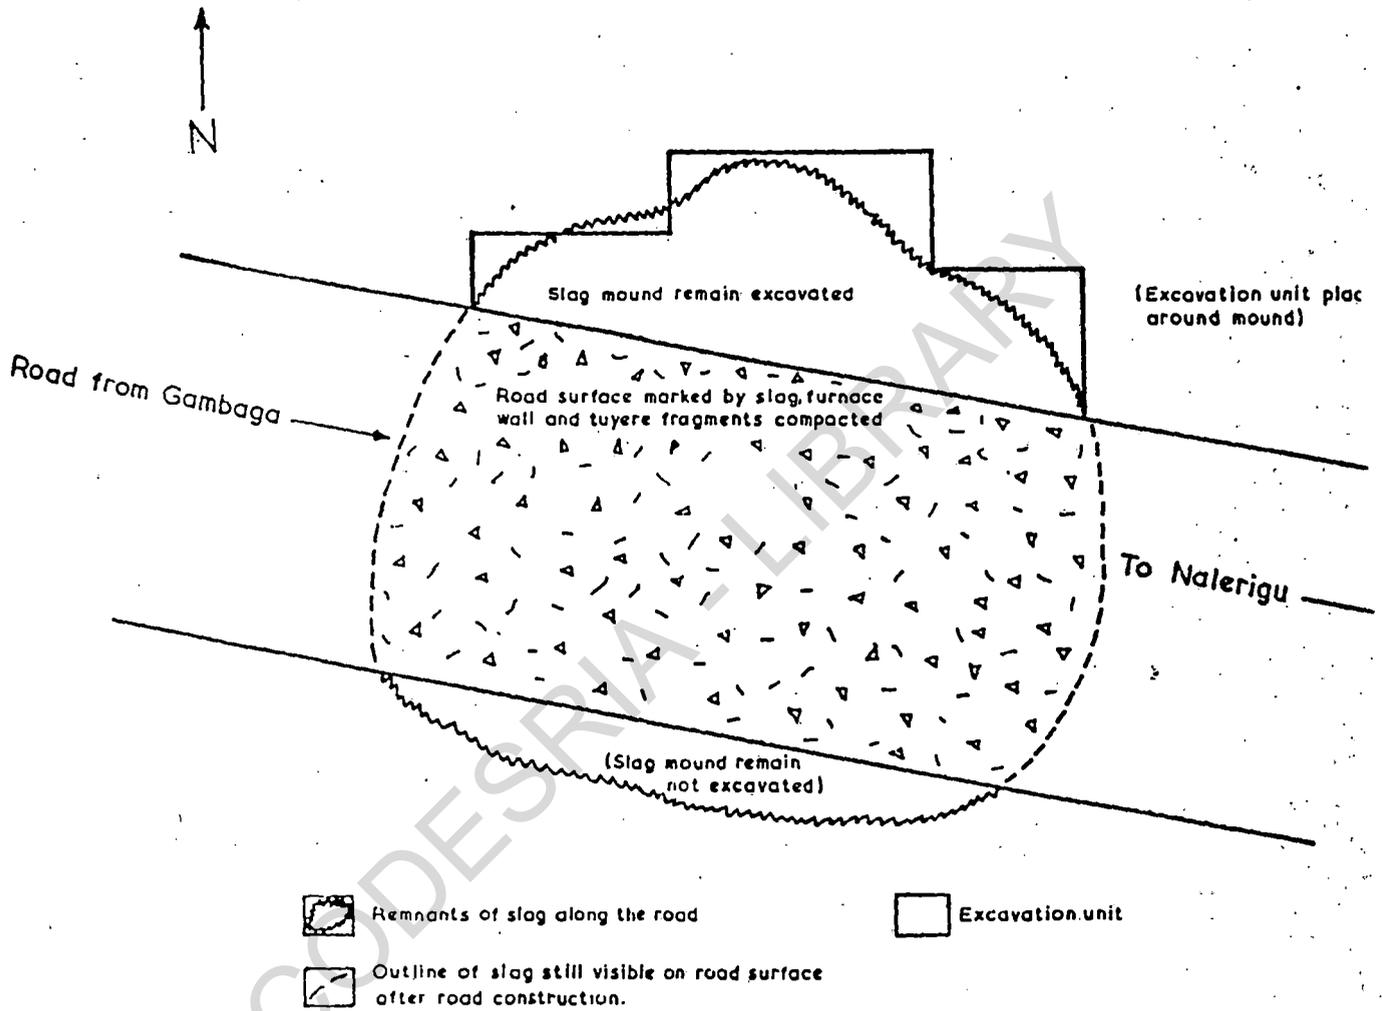 N
Slag mound remain excavated
(Excavation unit plac
around mound)
Road from Gambaga
Road surface marked by slag, furnace
wall and tuyere fragments compacted
To Nalerigu
(Slag mound remain
not excavated)
Remnants of slag along the road
Excavation unit
Outline of slag still visible on road surface
after road construction.
CODESRIA - LIBRARY